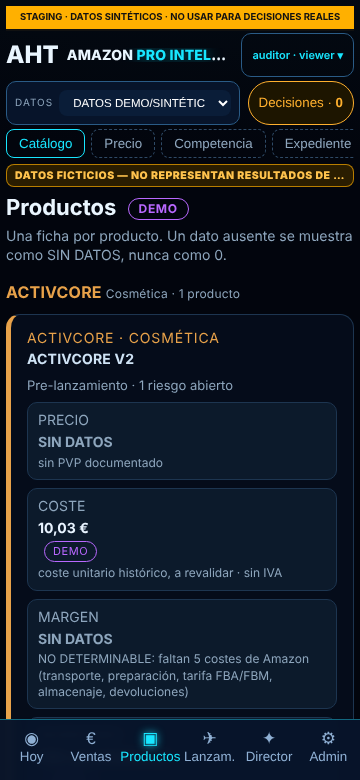 STAGING · DATOS SINTÉTICOS · NO USAR PARA DECISIONES REALES
AHT AMAZON PRO INTEL... auditor · viewer ▾
DATOS DATOS DEMO/SINTÉTIC Decisiones · 0
Catálogo Precio Competencia Expediente
DATOS FICTICIOS — NO REPRESENTAN RESULTADOS DE ...
Productos DEMO
Una ficha por producto. Un dato ausente se muestra
como SIN DATOS, nunca como 0.
ACTIVCORE Cosmética · 1 producto
ACTIVCORE · COSMÉTICA
ACTIVCORE V2
Pre-lanzamiento · 1 riesgo abierto
PRECIO
SIN DATOS
sin PVP documentado
COSTE
10,03 €
DEMO
coste unitario histórico, a revalidar · sin IVA
MARGEN
SIN DATOS
NO DETERMINABLE: faltan 5 costes de Amazon
(transporte, preparación, tarifa FBA/FBM,
almacenaje, devoluciones)
Hoy Ventas Productos Lanzam. Director Admin